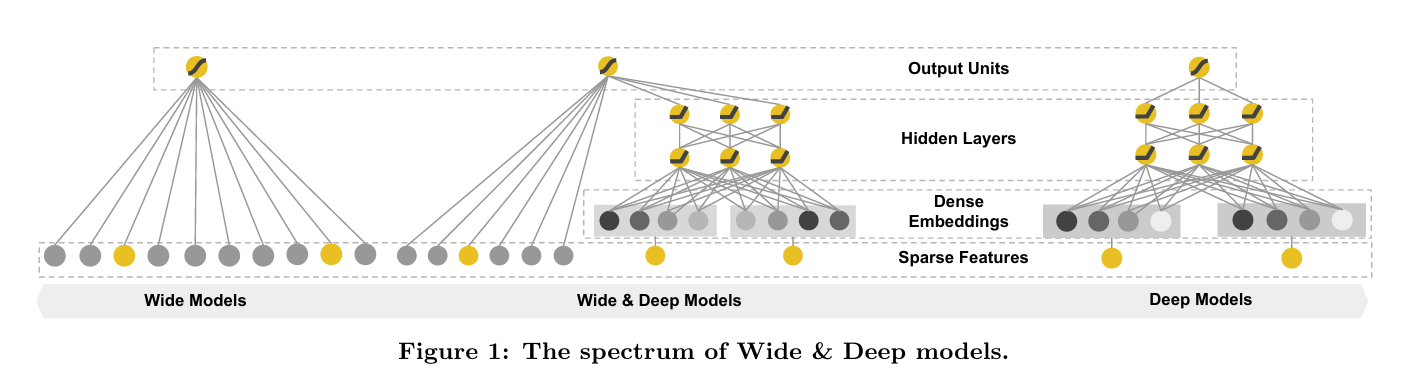 Output Units
Hidden Layers
Dense
Embeddings
Sparse Features
Wide Models
Wide & Deep Models
Deep Models
Figure 1: The spectrum of Wide & Deep models.